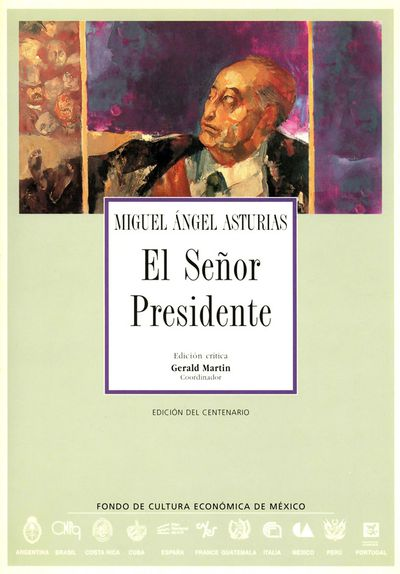 MIGUEL ÁNGEL ASTURIAS
El Señor
Presidente
Edición crítica
Gerald Martin
Coordinador
EDICIÓN DEL CENTENARIO
FONDO DE CULTURA ECONÓMICA DE MÉXICO
ARGENTINA BRASIL COSTA RICA CUBA ESPAÑA FRANCE GUATEMALA ITALIA MÉXICO PERÚ PORTUGAL